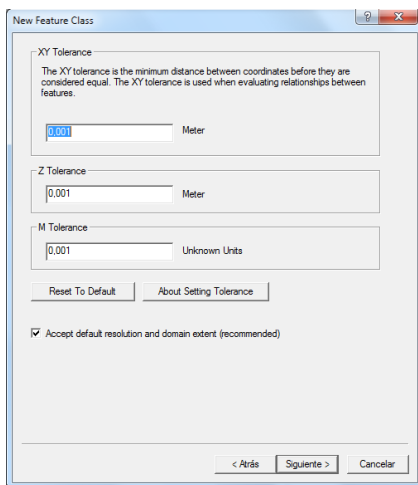 New Feature Class
XY Tolerance
The XY tolerance is the minimum distance between coordinates before they are
considered equal. The XY tolerance is used when evaluating relationships between
features.
0,001 Meter
Z Tolerance
0,001 Meter
M Tolerance
0,001 Unknown Units
Reset To Default About Setting Tolerance
Accept default resolution and domain extent (recommended)
< Atrás Siguiente > Cancelar